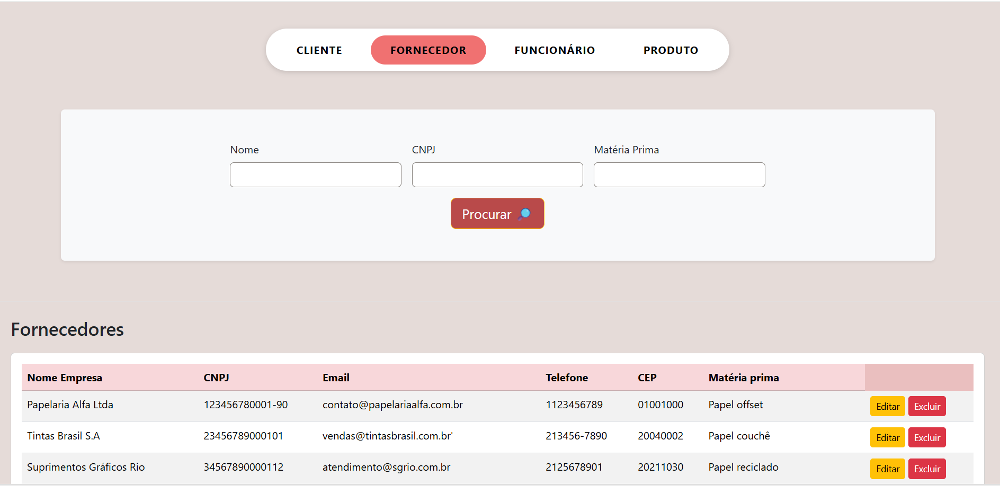 CLIENTE FORNECEDOR FUNCIONÁRIO PRODUTO
Nome CNPJ Matéria Prima
Procurar
Fornecedores
Nome Empresa CNPJ Email Telefone CEP Matéria prima
Papelaria Alfa Ltda 123456780001-90 contato@papelariaalfa.com.br 1123456789 01001000 Papel offset Editar Excluir
Tintas Brasil S.A 23456789000101 vendas@tintasbrasil.com.br' 213456-7890 20040002 Papel couchê Editar Excluir
Suprimentos Gráficos Rio 34567890000112 atendimento@sgrio.com.br 2125678901 20211030 Papel reciclado Editar Excluir